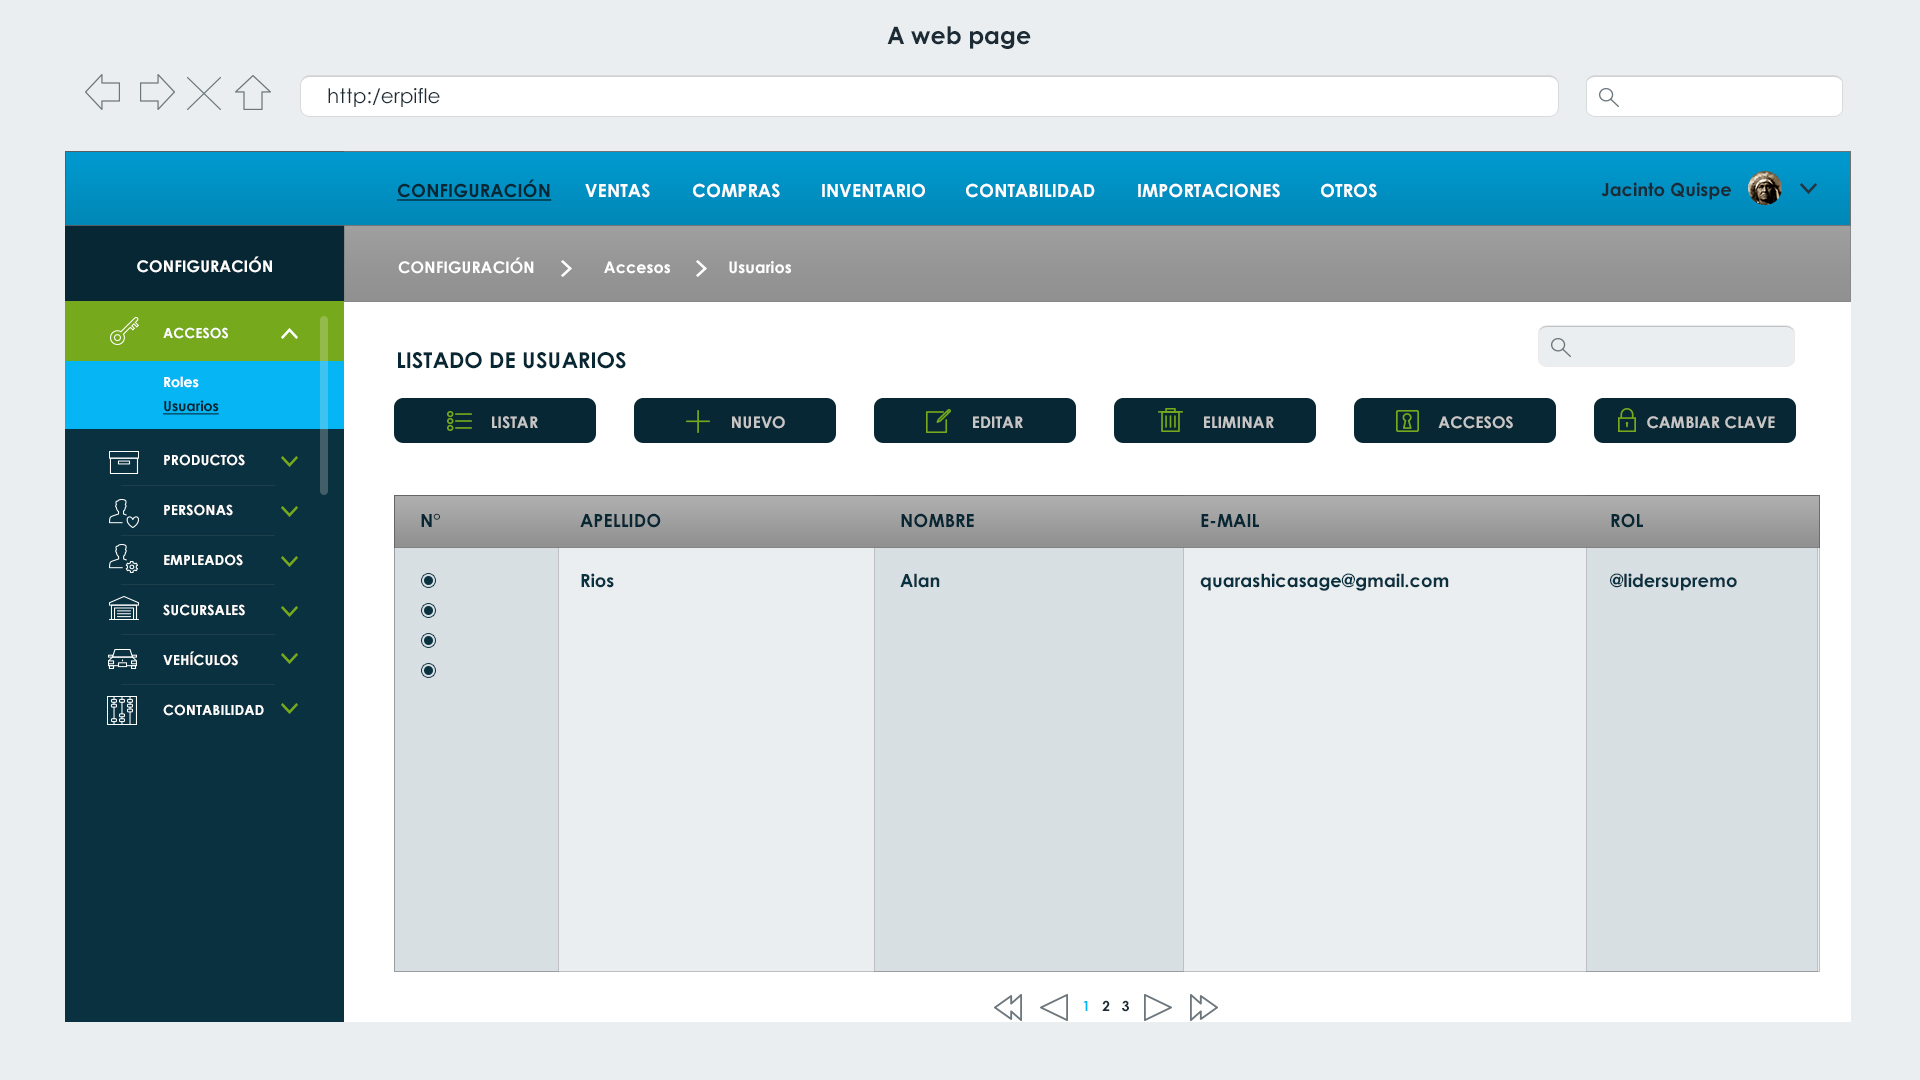 A web page
http:/erpifle
CONFIGURACIÓN VENTAS COMPRAS INVENTARIO CONTABILIDAD IMPORTACIONES OTROS Jacinto Quispe
CONFIGURACIÓN
CONFIGURACIÓN Accesos Usuarios
ACCESOS
Roles
Usuarios
PRODUCTOS
PERSONAS
EMPLEADOS
SUCURSALES
VEHÍCULOS
CONTABILIDAD
LISTADO DE USUARIOS
LISTAR NUEVO EDITAR ELIMINAR ACCESOS CAMBIAR CLAVE
N° APELLIDO NOMBRE E-MAIL ROL
Rios Alan quarashicasage@gmail.com @lidersupremo
1 2 3